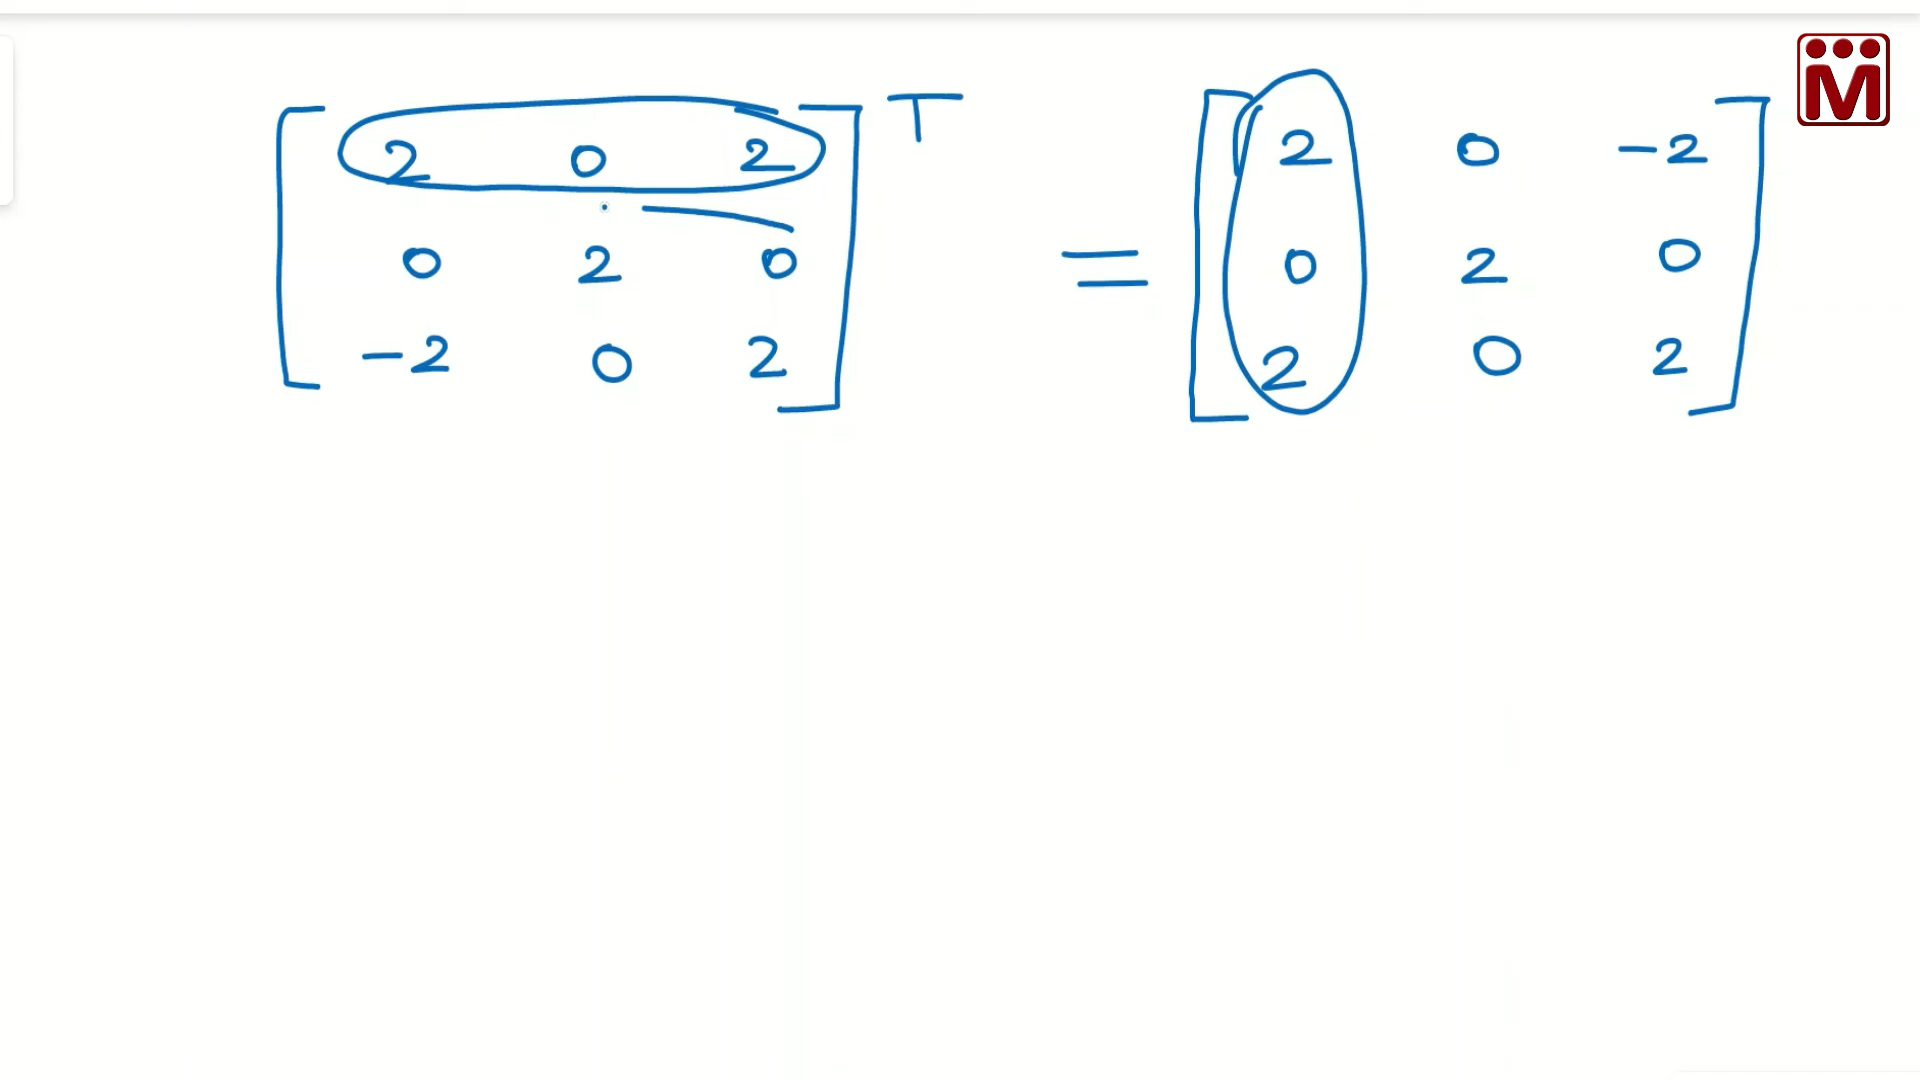 [ 2 0 2 ] T = [ 2 0 -2 ]
[ 0 2 0 ] [ 0 2 0 ]
[ -2 0 2 ] [ 2 0 2 ]
M